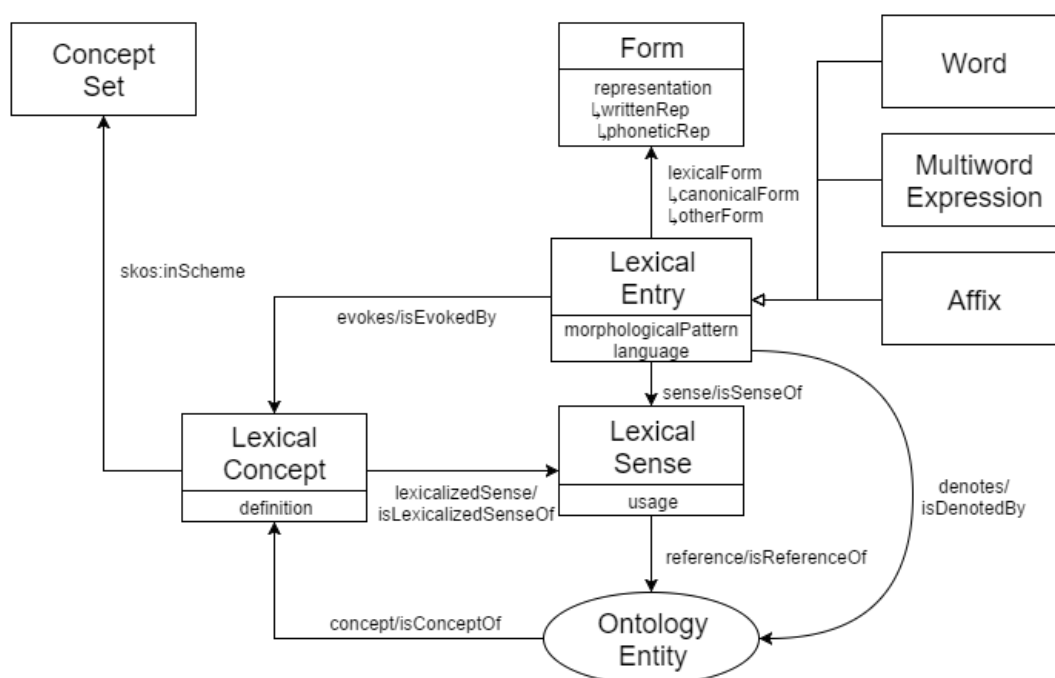 Concept
Set
Form
representation
↳writtenRep
↳phoneticRep
Word
Multiword
Expression
Affix
lexicalForm
↳canonicalForm
↳otherForm
skos:inScheme
Lexical
Entry
morphologicalPattern
language
evokes/isEvokedBy
sense/isSenseOf
Lexical
Concept
definition
lexicalizedSense/
isLexicalizedSenseOf
Lexical
Sense
usage
denotes/
isDenotedBy
reference/isReferenceOf
concept/isConceptOf
Ontology
Entity